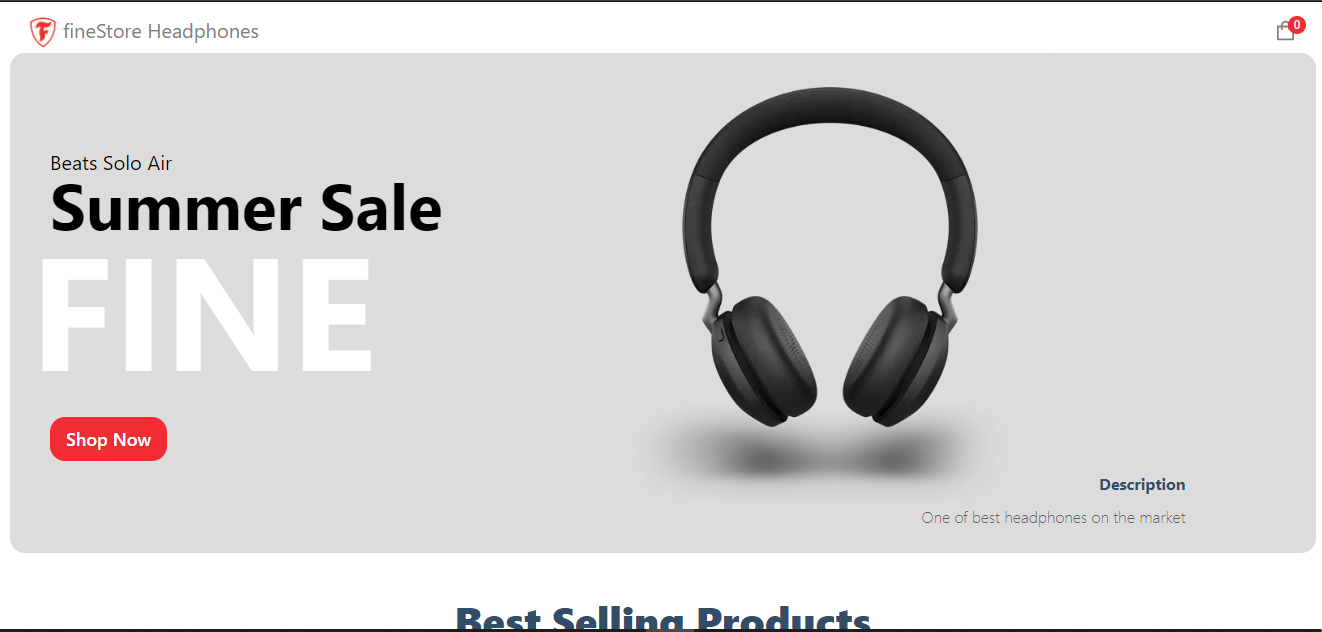 fineStore Headphones
0
Beats Solo Air
Summer Sale
FINE
Shop Now
Description
One of best headphones on the market
Best Selling Products